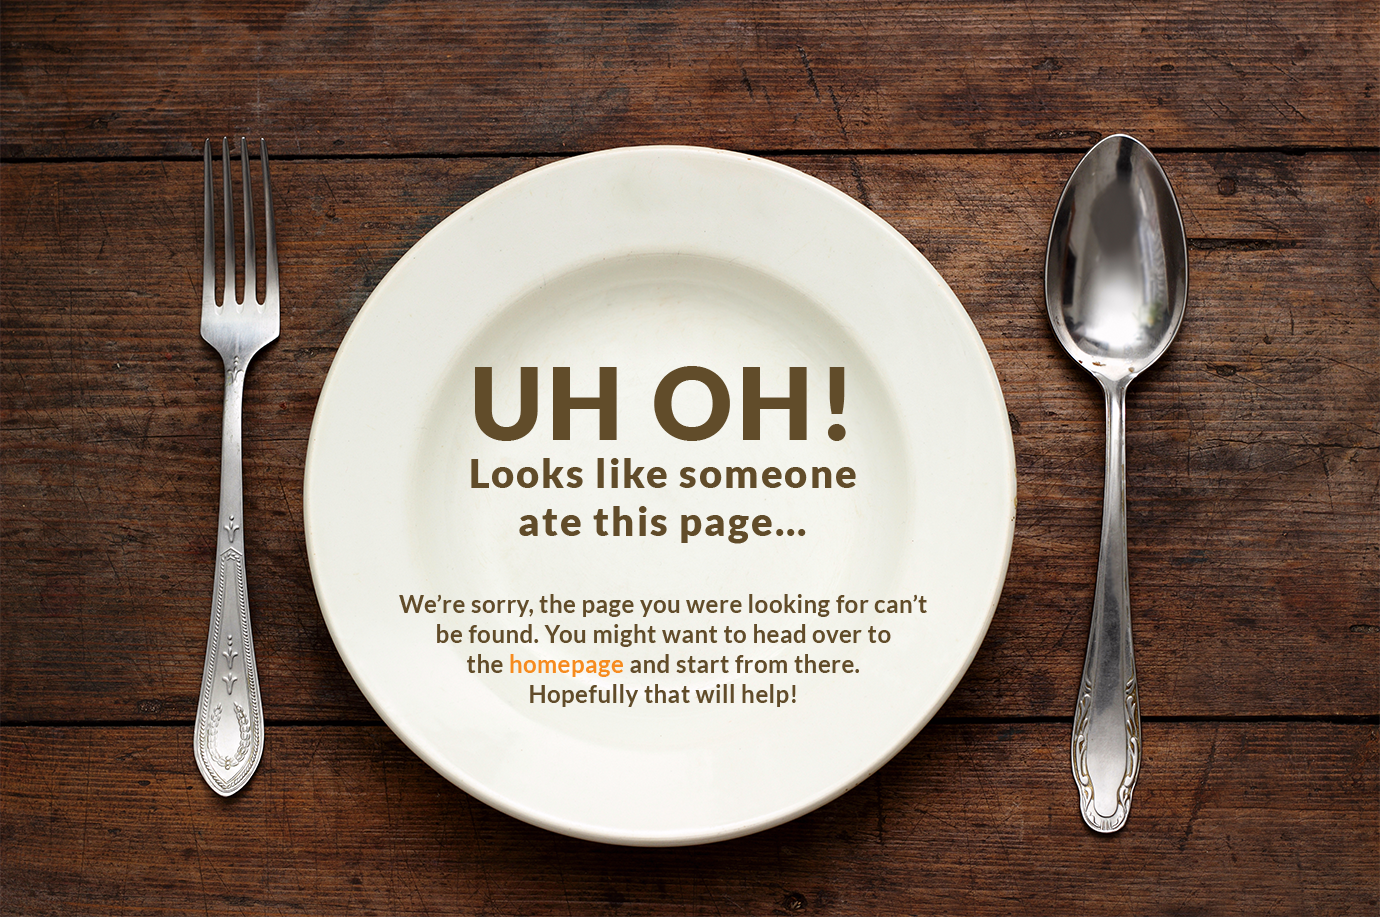 UH OH!
Looks like someone
ate this page...
We’re sorry, the page you were looking for can’t
be found. You might want to head over to
the homepage and start from there.
Hopefully that will help!